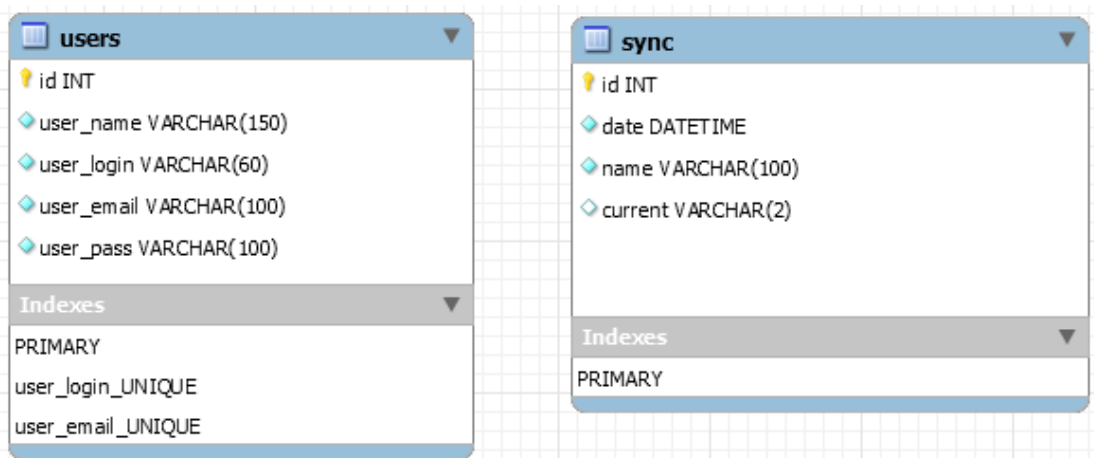 users
id INT
user_name VARCHAR(150)
user_login VARCHAR(60)
user_email VARCHAR(100)
user_pass VARCHAR(100)
Indexes
PRIMARY
user_login_UNIQUE
user_email_UNIQUE
sync
id INT
date DATETIME
name VARCHAR(100)
current VARCHAR(2)
Indexes
PRIMARY